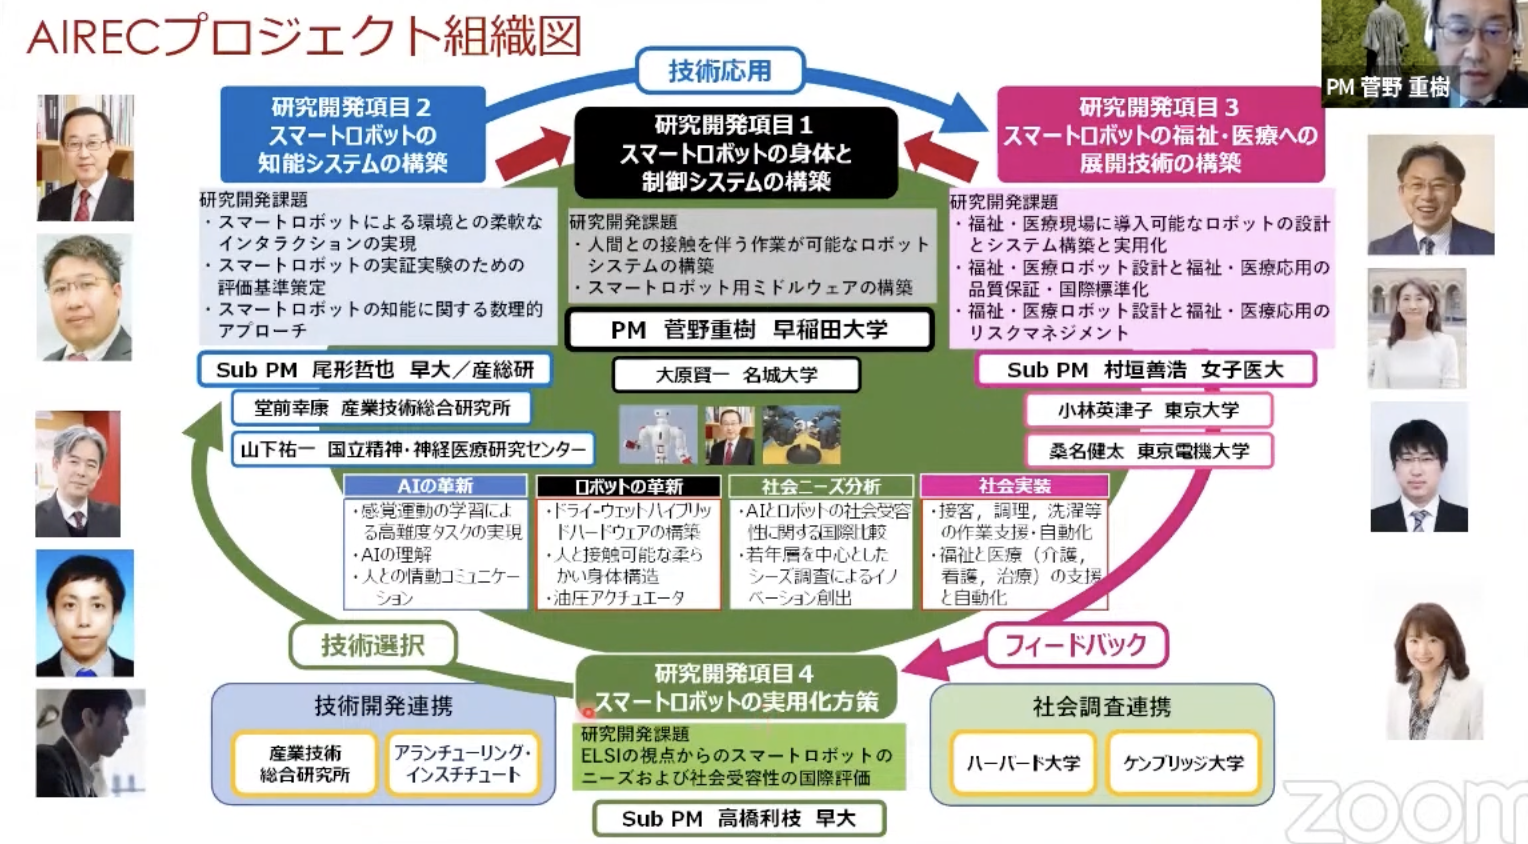 AIRECプロジェクト組織図
技術応用
PM 菅野 重樹
研究開発項目２
スマートロボットの
知能システムの構築
研究開発課題
・スマートロボットによる環境との柔軟な
インタラクションの実現
・スマートロボットの実証実験のための
評価基準策定
・スマートロボットの知能に関する数理的
アプローチ
Sub PM 尾形哲也 早大／産総研
堂前幸康 産業技術総合研究所
山下祐一 国立精神・神経医療研究センター
研究開発項目１
スマートロボットの身体と
制御システムの構築
研究開発課題
・人間との接触を伴う作業が可能なロボット
システムの構築
・スマートロボット用ミドルウェアの構築
PM 菅野重樹 早稲田大学
大原賢一 名城大学
研究開発項目３
スマートロボットの福祉・医療への
展開技術の構築
研究開発課題
・福祉・医療現場に導入可能なロボットの設計
とシステム構築と実用化
・福祉・医療ロボット設計と福祉・医療応用の
品質保証・国際標準化
・福祉・医療ロボット設計と福祉・医療応用の
リスクマネジメント
Sub PM 村垣善浩 女子医大
小林英津子 東京大学
桑名健太 東京電機大学
AIの革新
・感覚運動の学習によ
る高難度タスクの実現
・AIの理解
・人との情動コミュニケー
ション
ロボットの革新
・ドライ-ウェットハイブリッ
ドハードウェアの構築
・人と接触可能な柔ら
かい身体構造
・油圧アクチュエータ
社会ニーズ分析
・AIとロボットの社会受容
性に関する国際比較
・若年層を中心とした
シーズ調査によるイノ
ベーション創出
社会実装
・接客，調理，洗濯等
の作業支援・自動化
・福祉と医療（介護，
看護，治療）の支援
と自動化
技術選択
フィードバック
研究開発項目４
スマートロボットの実用化方策
研究開発課題
ELSIの視点からのスマートロボットの
ニーズおよび社会受容性の国際評価
Sub PM 高橋利枝 早大
技術開発連携
産業技術
総合研究所
アランチューリング・
インスチチュート
社会調査連携
ハーバード大学
ケンブリッジ大学
zoom